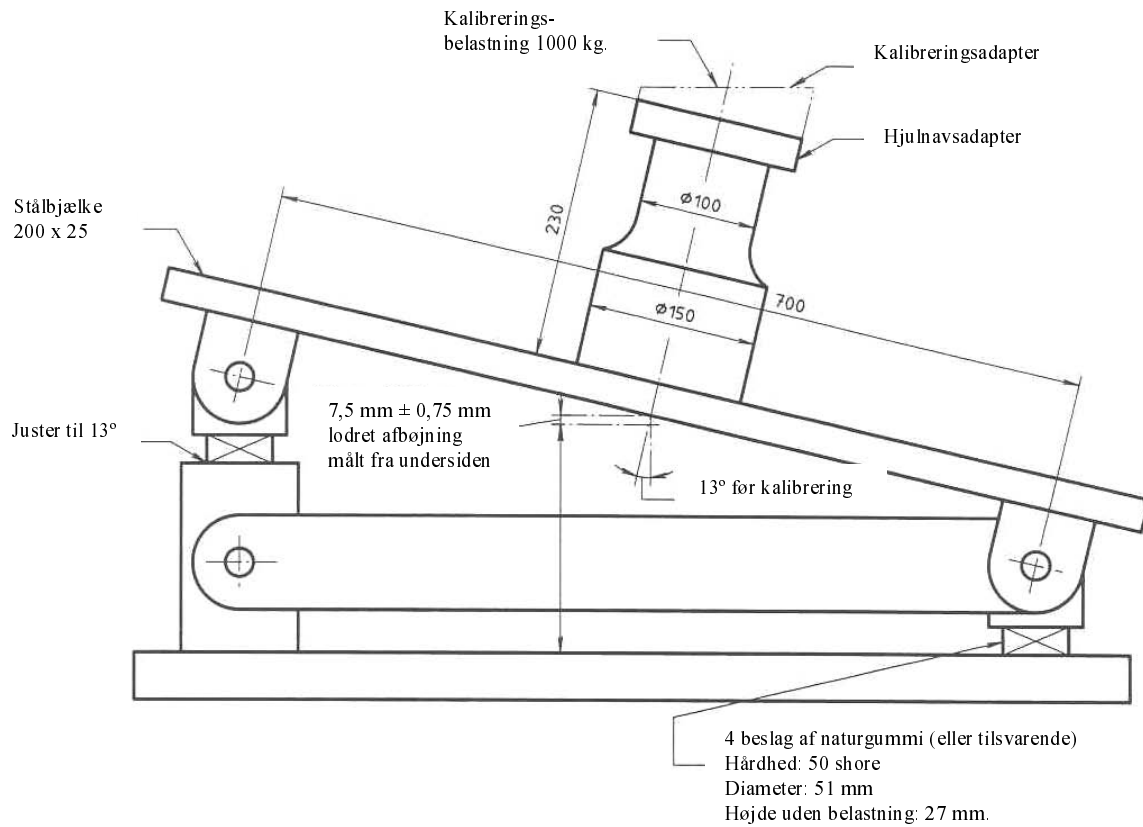 Kalibrerings-
belastning 1000 kg.
Kalibreringsadapter
Hjulnavsadapter
Stålbjælke
200 x 25
230
ø100
700
ø150
7,5 mm ± 0,75 mm
lodret afbøjning
målt fra undersiden
Juster til 13°
13° før kalibrering
4 beslag af naturgummi (eller tilsvarende)
Hårdhed: 50 shore
Diameter: 51 mm
Højde uden belastning: 27 mm.